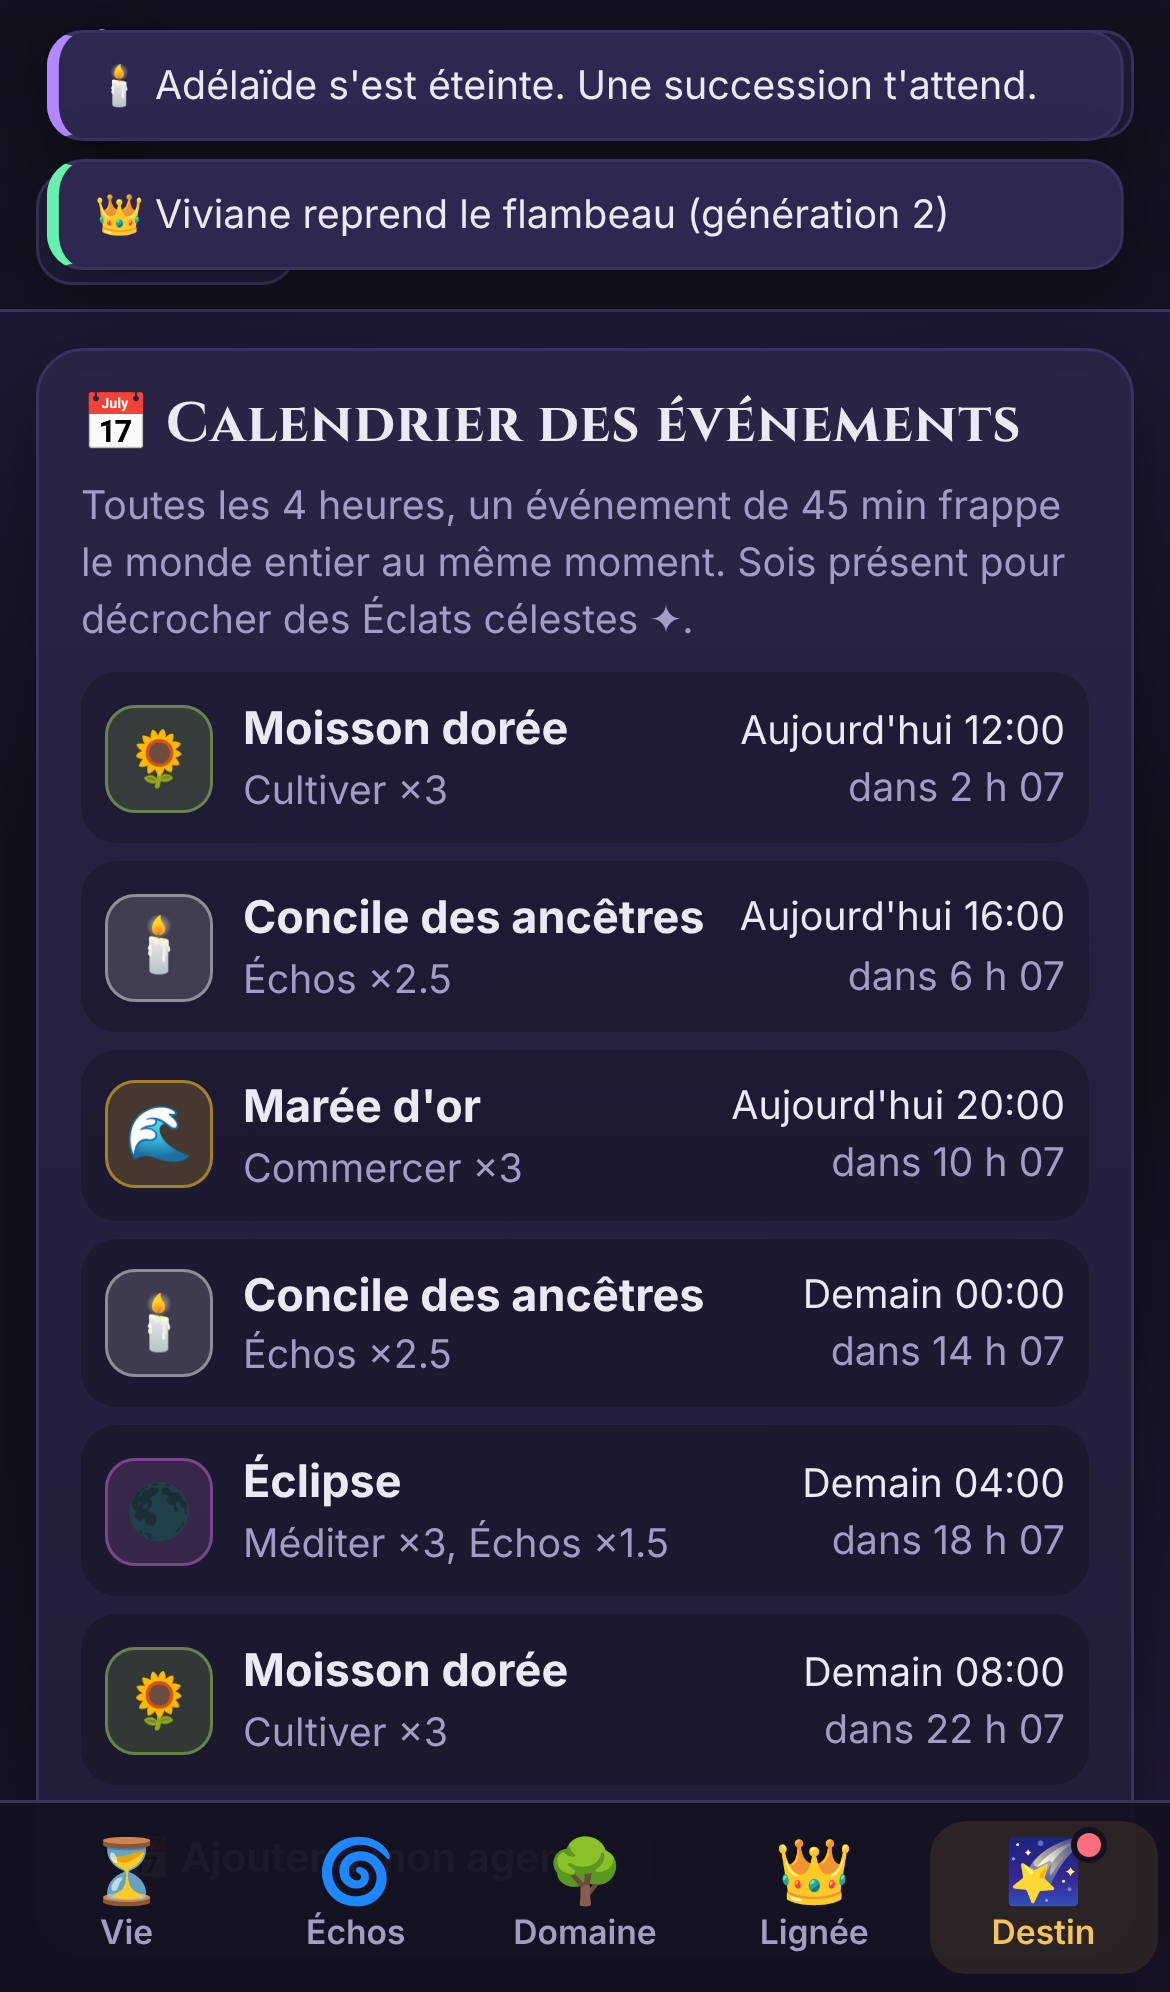 🕯️ Adélaïde s'est éteinte. Une succession t'attend.
👑 Viviane reprend le flambeau (génération 2)
📅 Calendrier des événements
Toutes les 4 heures, un événement de 45 min frappe
le monde entier au même moment. Sois présent pour
décrocher des Éclats célestes ✦.
Moisson dorée
Aujourd'hui 12:00
Cultiver ×3
dans 2 h 07
Concile des ancêtres
Aujourd'hui 16:00
Échos ×2.5
dans 6 h 07
Marée d'or
Aujourd'hui 20:00
Commercer ×3
dans 10 h 07
Concile des ancêtres
Demain 00:00
Échos ×2.5
dans 14 h 07
Éclipse
Demain 04:00
Méditer ×3, Échos ×1.5
dans 18 h 07
Moisson dorée
Demain 08:00
Cultiver ×3
dans 22 h 07
Vie
Échos
Domaine
Lignée
Destin